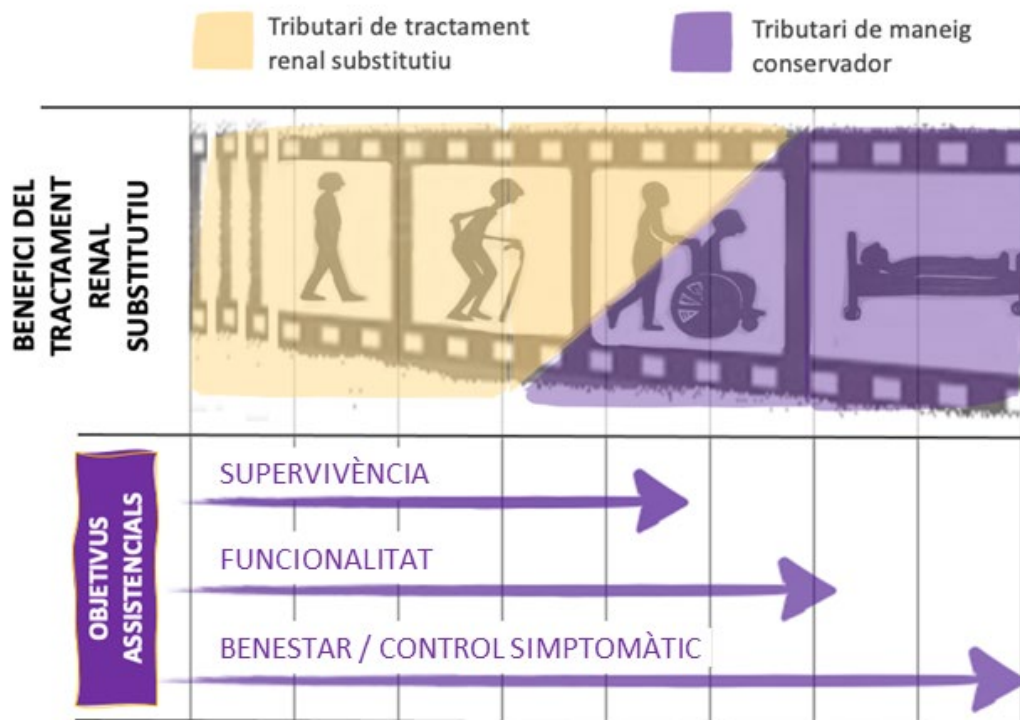 Tributari de tractament
renal substitutiu
Tributari de maneig
conservador
BENEFICI DEL
TRACTAMENT
RENAL
SUBSTITUTIU
OBJETIVUS
ASSISTENCIALS
SUPERVIVÈNCIA
FUNCIONALITAT
BENESTAR / CONTROL SIMPTOMÀTIC